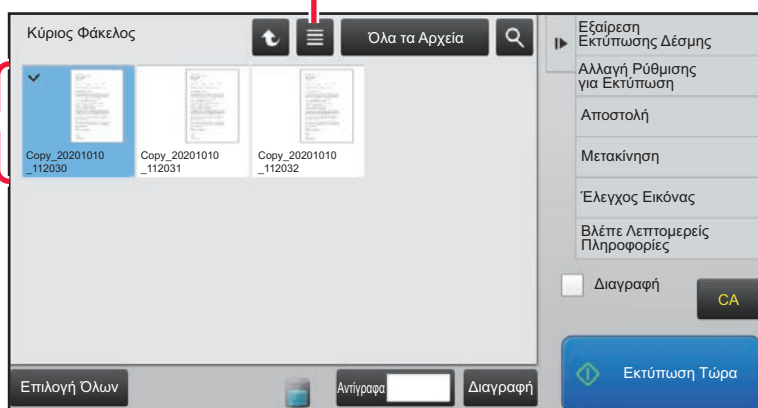 Κύριος Φάκελος
Όλα τα Αρχεία
Copy_20201010
_112030
Copy_20201010
_112031
Copy_20201010
_112032
Επιλογή Όλων
Αντίγραφα
Διαγραφή
Εξαίρεση
Εκτύπωσης Δέσμης
Αλλαγή Ρύθμισης
για Εκτύπωση
Αποστολή
Μετακίνηση
Έλεγχος Εικόνας
Βλέπε Λεπτομερείς
Πληροφορίες
Διαγραφή
CA
Εκτύπωση Τώρα